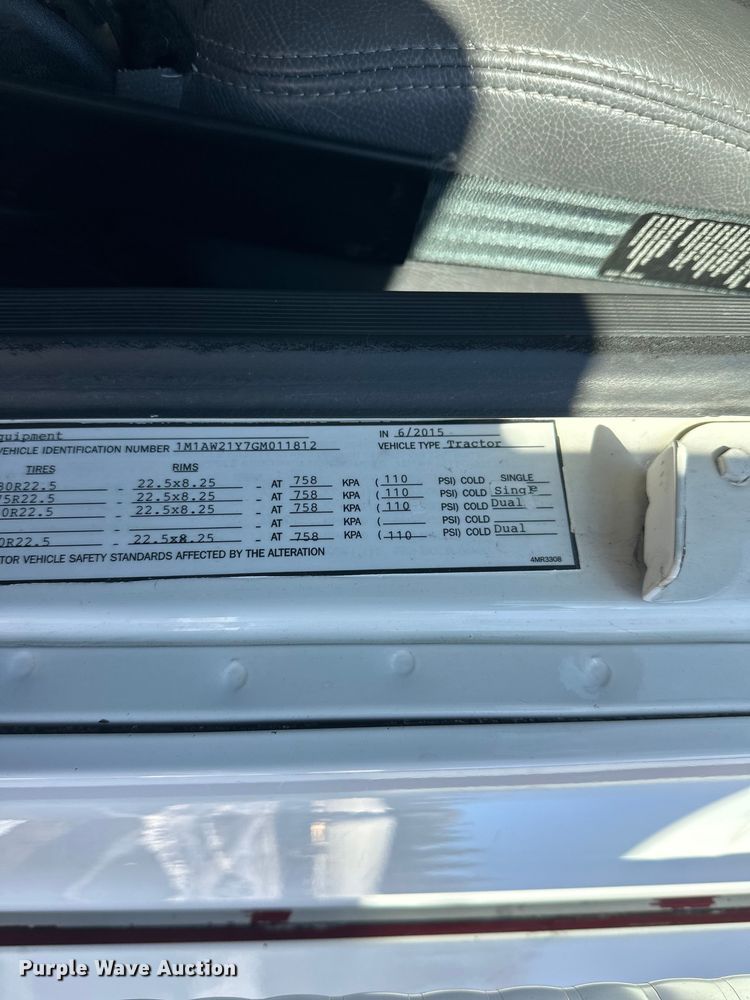 quipment IN 6/2015
VEHICLE IDENTIFICATION NUMBER 1M1AW21Y7GM011812 VEHICLE TYPE Tractor
TIRES RIMS
80R22.5 - 22.5x8.25 - AT 758 KPA (110 PSI) COLD SINGLE
75R22.5 - 22.5x8.25 - AT 758 KPA (110 PSI) COLD Single
0R22.5 - 22.5x8.25 - AT 758 KPA (110 PSI) COLD Dual
- - AT KPA ( PSI) COLD
0R22.5 - 22.5x8.25 - AT 758 KPA (110 PSI) COLD Dual
TOR VEHICLE SAFETY STANDARDS AFFECTED BY THE ALTERATION
4MR3308
Purple Wave Auction